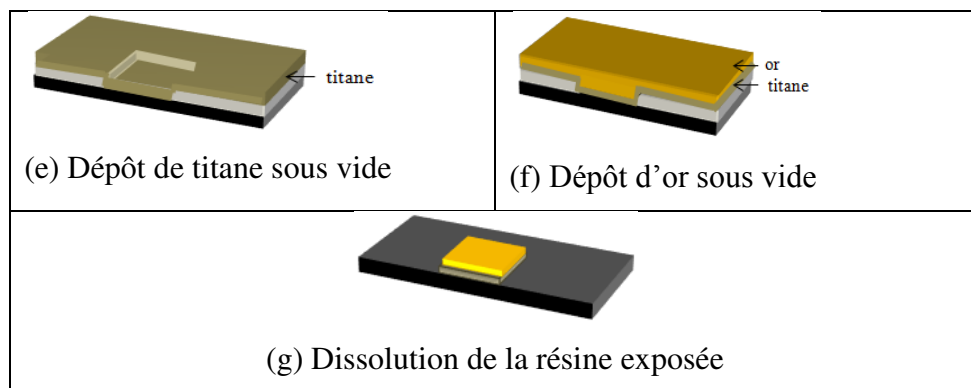 titane
or
titane
(e) Dépôt de titane sous vide
(f) Dépôt d’or sous vide
(g) Dissolution de la résine exposée